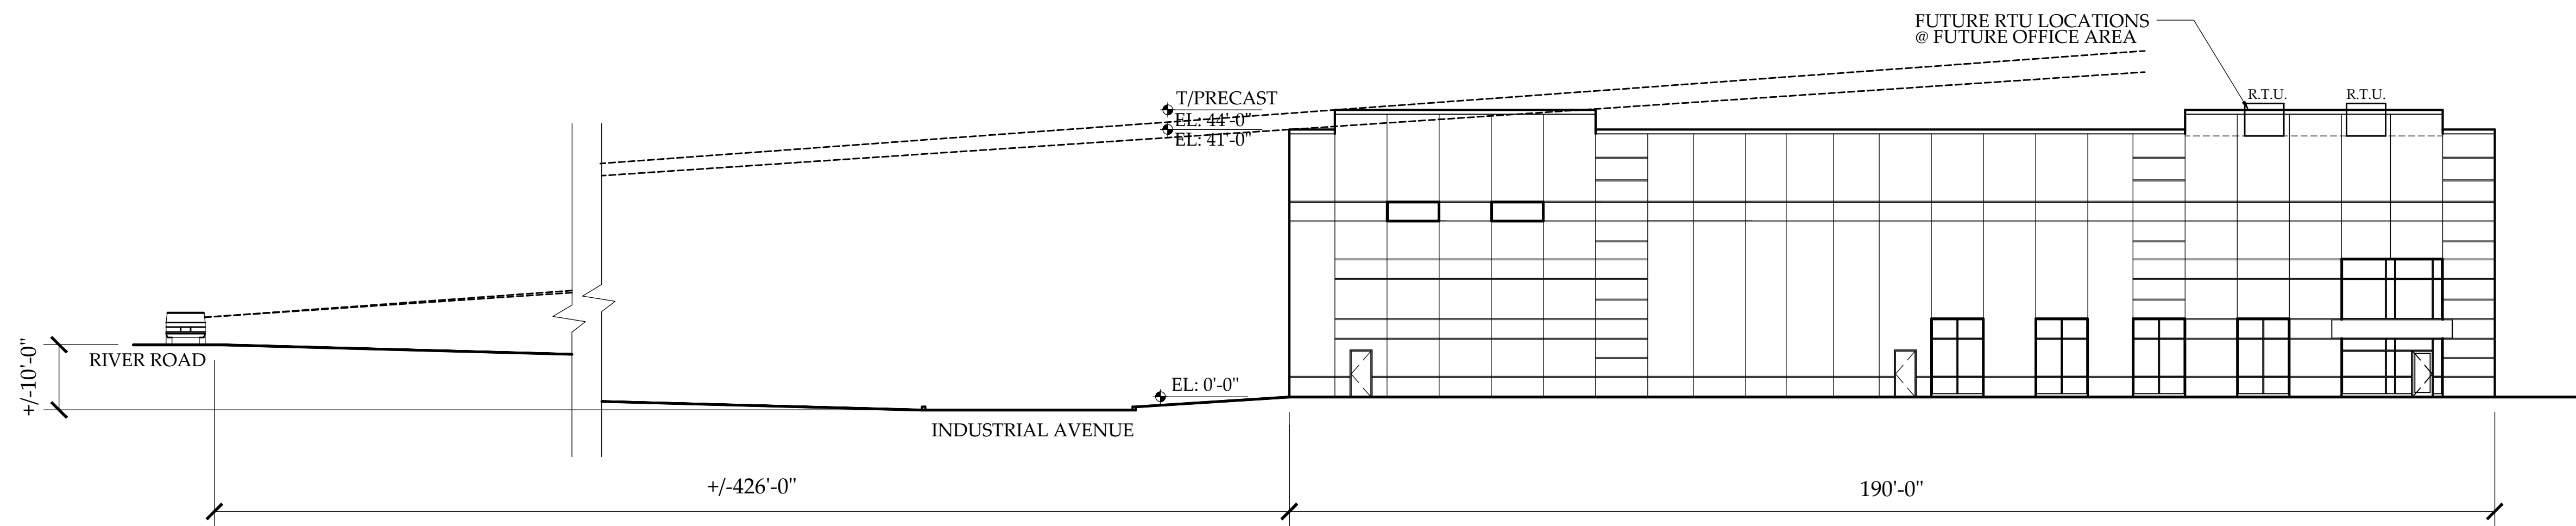 FUTURE RTU LOCATIONS
@ FUTURE OFFICE AREA
R.T.U.
R.T.U.
T/PRECAST
EL: 44'-0"
EL: 41'-0"
RIVER ROAD
+/-10'-0"
EL: 0'-0"
INDUSTRIAL AVENUE
+/-426'-0"
190'-0"